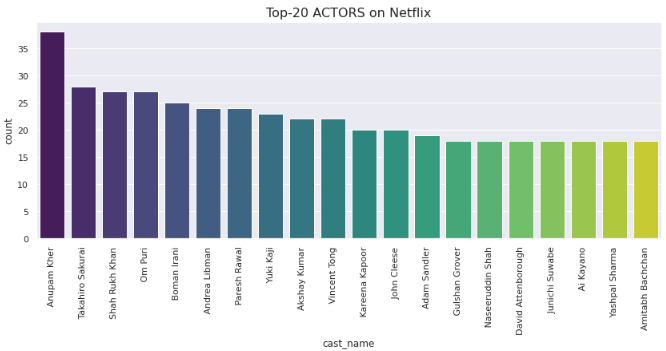 Top-20 ACTORS on Netflix
count
35
30
25
20
15
10
5
0
Anupam Kher
Takahiro Sakurai
Shah Rukh Khan
Om Puri
Boman Irani
Andrea Libman
Paresh Rawal
Yuki Kaji
Akshay Kumar
Vincent Tong
Kareena Kapoor
John Cleese
Adam Sandler
Gulshan Grover
Naseeruddin Shah
David Attenborough
Junichi Suwabe
Ai Kayano
Yashpal Sharma
Amitabh Bachchan
cast_name